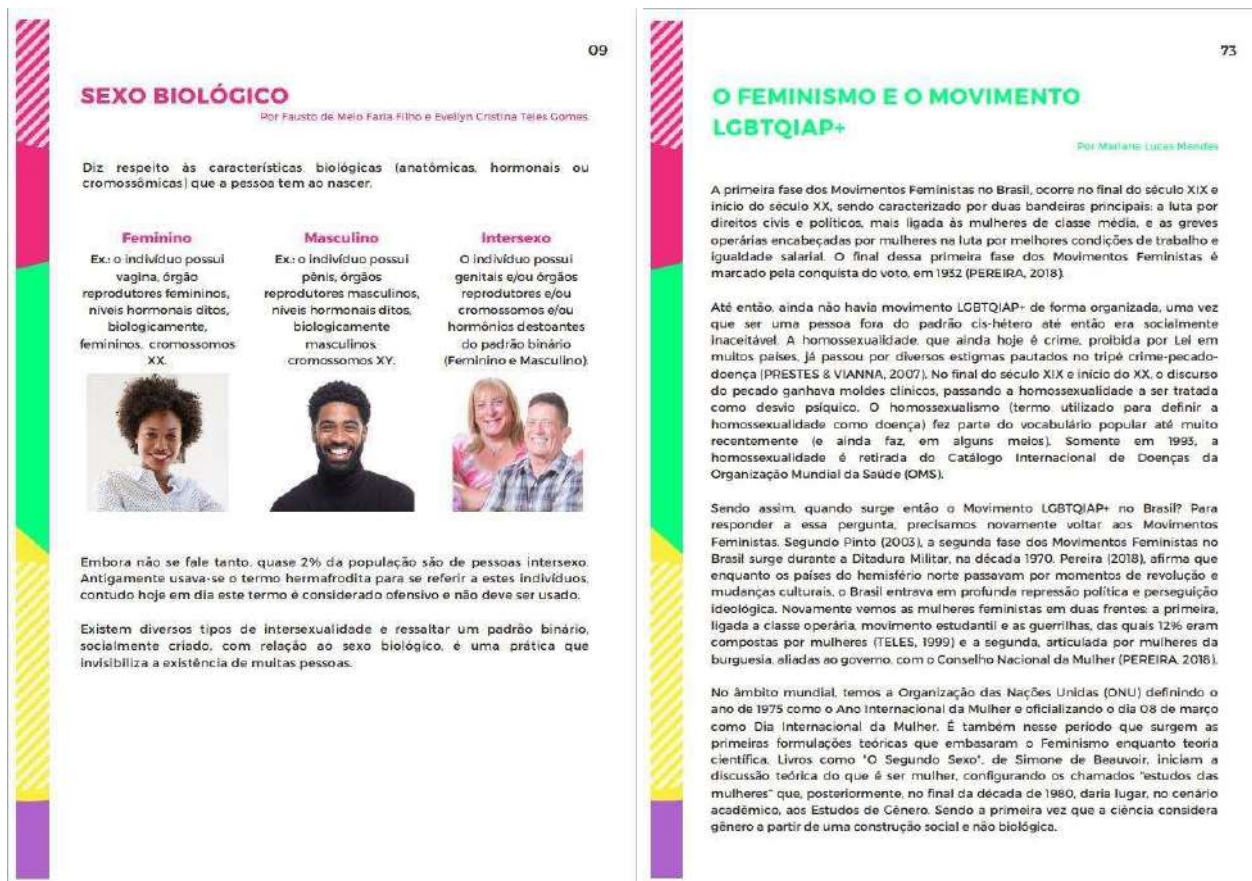 09
SEXO BIOLÓGICO
Por Fausto de Melo Faria Filho e Evellyn Cristina Teles Gomes.
Diz respeito às características biológicas (anatômicas, hormonais ou
cromossômicas) que a pessoa tem ao nascer.
Feminino
Ex.: o indivíduo possui
vagina, órgão
reprodutores femininos,
níveis hormonais ditos,
biologicamente,
femininos, cromossomos
XX.
Masculino
Ex.: o indivíduo possui
pênis, órgãos
reprodutores masculinos,
níveis hormonais ditos,
biologicamente
masculinos,
cromossomos XY.
Intersexo
O indivíduo possui
genitais e/ou órgãos
reprodutores e/ou
cromossomos e/ou
hormônios destoantes
do padrão binário
(Feminino e Masculino).
Embora não se fale tanto, quase 2% da população são de pessoas intersexo.
Antigamente usava-se o termo hermafrodita para se referir a estes indivíduos,
contudo hoje em dia este termo é considerado ofensivo e não deve ser usado.
Existem diversos tipos de intersexualidade e ressaltar um padrão binário,
socialmente criado, com relação ao sexo biológico, é uma prática que
invisibiliza a existência de muitas pessoas.
73
O FEMINISMO E O MOVIMENTO
LGBTQIAP+
Por Mariana Lucas Mendes
A primeira fase dos Movimentos Feministas no Brasil, ocorre no final do século XIX e
início do século XX, sendo caracterizado por duas bandeiras principais: a luta por
direitos civis e políticos, mais ligada às mulheres de classe média, e as greves
operárias encabeçadas por mulheres na luta por melhores condições de trabalho e
igualdade salarial. O final dessa primeira fase dos Movimentos Feministas é
marcado pela conquista do voto, em 1932 (PEREIRA, 2018).
Até então, ainda não havia movimento LGBTQIAP+ de forma organizada, uma vez
que ser uma pessoa fora do padrão cis-hétero até então era socialmente
inaceitável. A homossexualidade, que ainda hoje é crime, proibida por Lei em
muitos países, já passou por diversos estigmas pautados no tripé crime-pecado-
doença (PRESTES & VIANNA, 2007). No final do século XIX e início do XX, o discurso
do pecado ganhava moldes clínicos, passando a homossexualidade a ser tratada
como desvio psíquico. O homossexualismo (termo utilizado para definir a
homossexualidade como doença) fez parte do vocabulário popular até muito
recentemente (e ainda faz, em alguns meios). Somente em 1993, a
homossexualidade é retirada do Catálogo Internacional de Doenças da
Organização Mundial da Saúde (OMS).
Sendo assim, quando surge então o Movimento LGBTQIAP+ no Brasil? Para
responder a essa pergunta, precisamos novamente voltar aos Movimentos
Feministas. Segundo Pinto (2003), a segunda fase dos Movimentos Feministas no
Brasil surge durante a Ditadura Militar, na década 1970. Pereira (2018), afirma que
enquanto os países do hemisfério norte passavam por momentos de revolução e
mudanças culturais, o Brasil entrava em profunda repressão política e perseguição
ideológica. Novamente vemos as mulheres feministas em duas frentes: a primeira,
ligada a classe operária, movimento estudantil e as guerrilhas, das quais 12% eram
compostas por mulheres (TELES, 1999) e a segunda, articulada por mulheres da
burguesia, aliadas ao governo, com o Conselho Nacional da Mulher (PEREIRA, 2018).
No âmbito mundial, temos a Organização das Nações Unidas (ONU) definindo o
ano de 1975 como o Ano Internacional da Mulher e oficializando o dia 08 de março
como Dia Internacional da Mulher. É também nesse período que surgem as
primeiras formulações teóricas que embasaram o Feminismo enquanto teoria
científica. Livros como "O Segundo Sexo", de Simone de Beauvoir, iniciam a
discussão teórica do que é ser mulher, configurando os chamados "estudos das
mulheres" que, posteriormente, no final da década de 1980, daria lugar, no cenário
acadêmico, aos Estudos de Gênero. Sendo a primeira vez que a ciência considera
gênero a partir de uma construção social e não biológica.